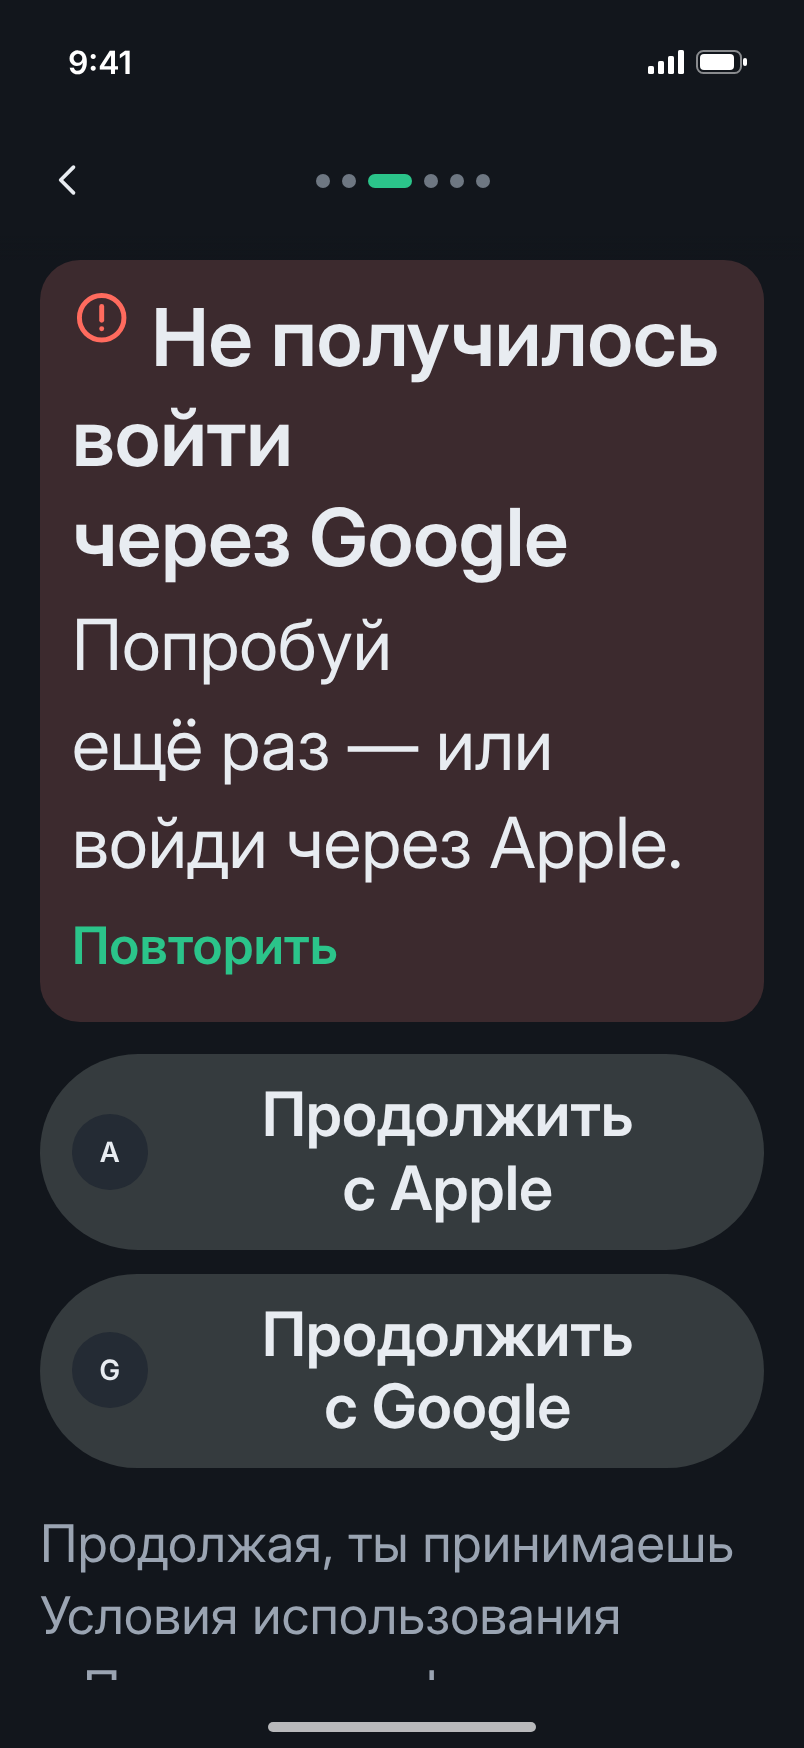 9:41
Не получилось
войти
через Google
Попробуй
ещё раз — или
войди через Apple.
Повторить
A
Продолжить
с Apple
G
Продолжить
с Google
Продолжая, ты принимаешь
Условия использования